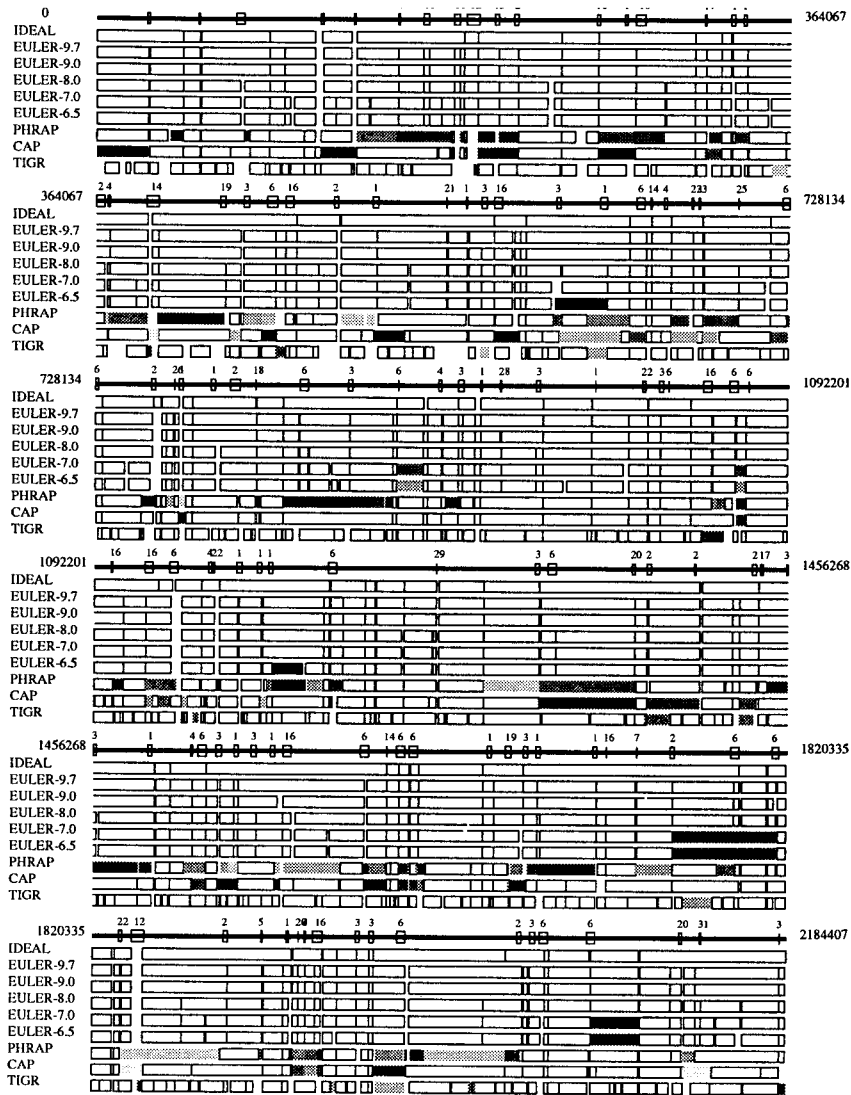 0 364067
IDEAL
EULER-9.7
EULER-9.0
EULER-8.0
EULER-7.0
EULER-6.5
PHRAP
CAP
TIGR
2 4 14 19 3 6 16 2 1 21 1 3 16 3 1 6 14 4 233 25 6
364067 728134
IDEAL
EULER-9.7
EULER-9.0
EULER-8.0
EULER-7.0
EULER-6.5
PHRAP
CAP
TIGR
6 2 26 1 2 18 6 3 6 4 3 1 28 3 1 22 3 6 16 6 6
728134 1092201
IDEAL
EULER-9.7
EULER-9.0
EULER-8.0
EULER-7.0
EULER-6.5
PHRAP
CAP
TIGR
16 16 6 422 1 1 1 6 29 3 6 20 2 2 2 17 3
1092201 1456268
IDEAL
EULER-9.7
EULER-9.0
EULER-8.0
EULER-7.0
EULER-6.5
PHRAP
CAP
TIGR
3 1 4 6 3 1 3 1 16 6 14 6 6 1 19 3 1 1 16 7 2 6 6
1456268 1820335
IDEAL
EULER-9.7
EULER-9.0
EULER-8.0
EULER-7.0
EULER-6.5
PHRAP
CAP
TIGR
22 12 2 5 1 20 16 3 3 6 2 3 6 6 20 31 3
1820335 2184407
IDEAL
EULER-9.7
EULER-9.0
EULER-8.0
EULER-7.0
EULER-6.5
PHRAP
CAP
TIGR